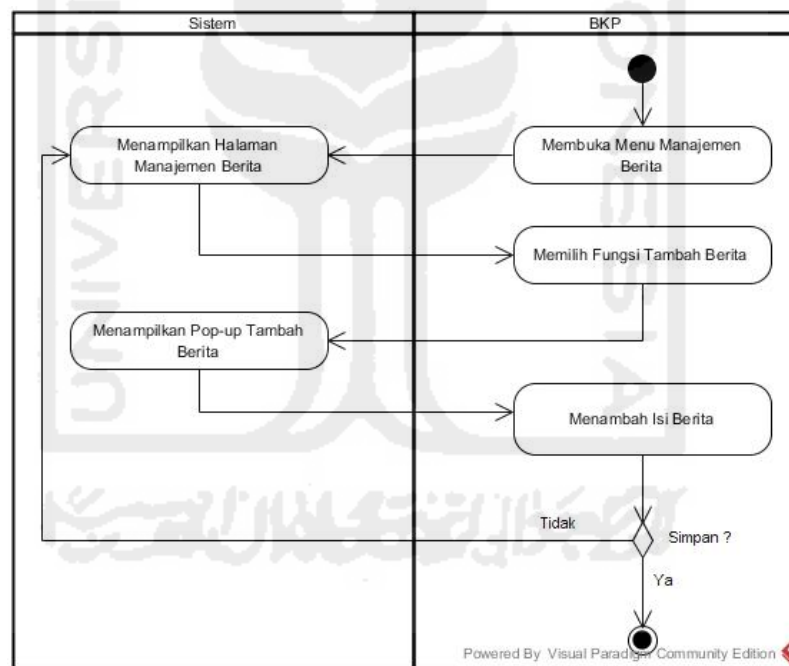 Sistem
BKP
Menampilkan Halaman
Manajemen Berita
Membuka Menu Manajemen
Berita
Memilih Fungsi Tambah Berita
Menampilkan Pop-up Tambah
Berita
Menambah Isi Berita
Tidak
Simpan ?
Ya
Powered By Visual Paradigm Community Edition